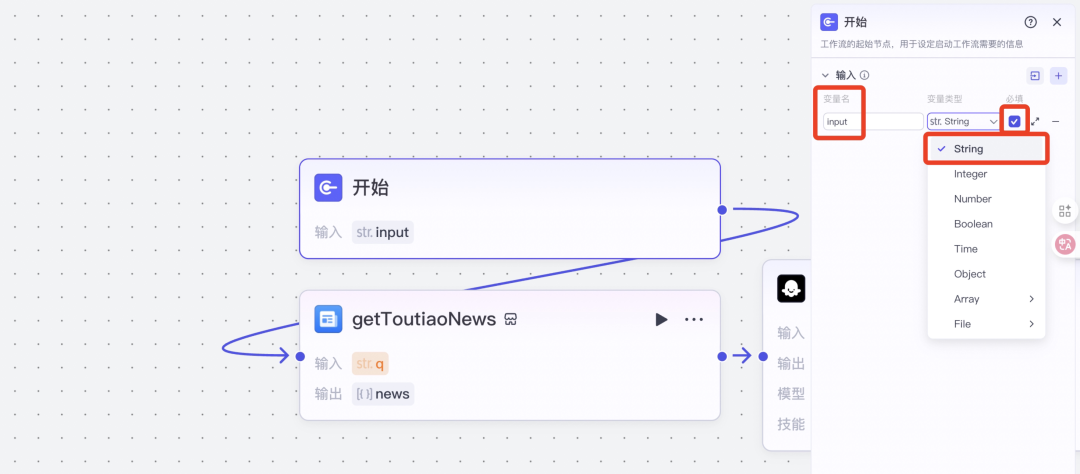 开始
输入 str. input
getToutiaoNews
输入 str. q
输出 [()] news
输入
输出
模型
技能
开始
工作流的起始节点，用于设定启动工作流需要的信息
输入
变量名 变量类型 必填
input str. String
String
Integer
Number
Boolean
Time
Object
Array
File